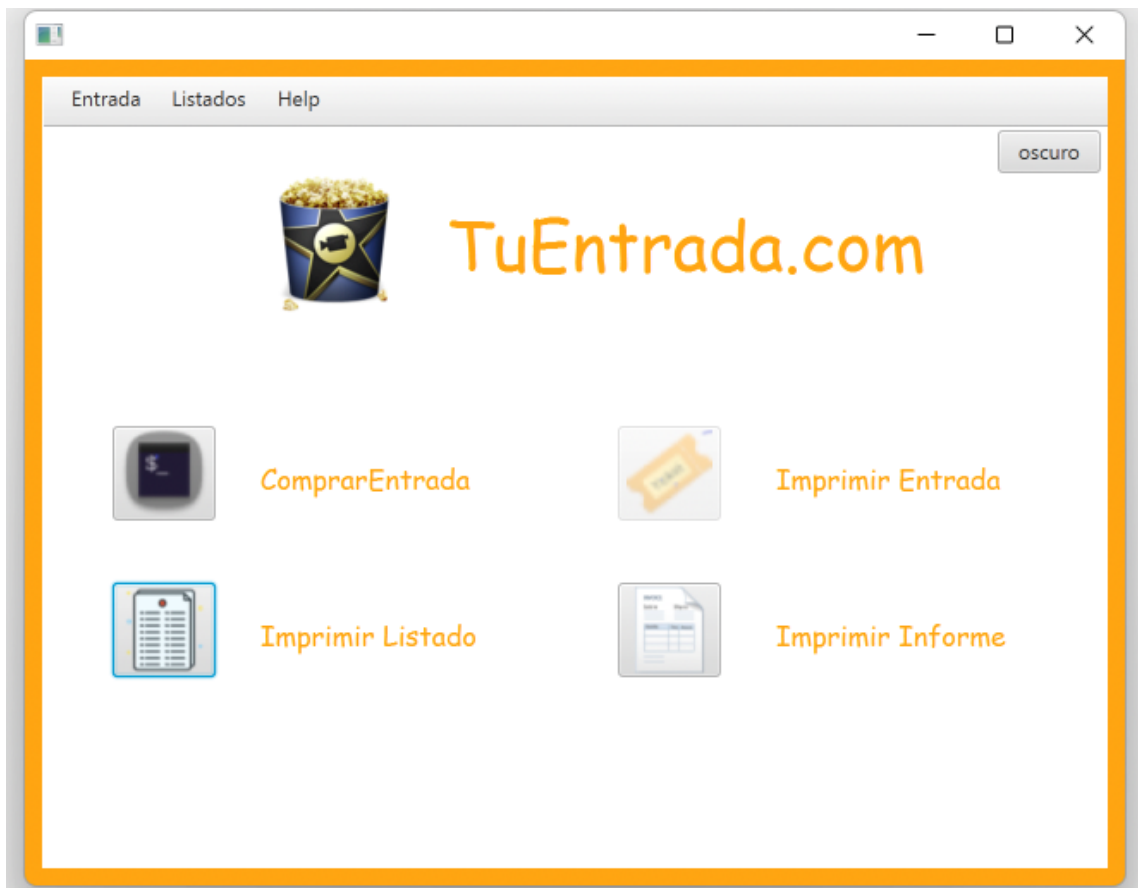 Entrada Listados Help
oscuro
TuEntrada.com
$_
ComprarEntrada
Imprimir Entrada
Imprimir Listado
Imprimir Informe